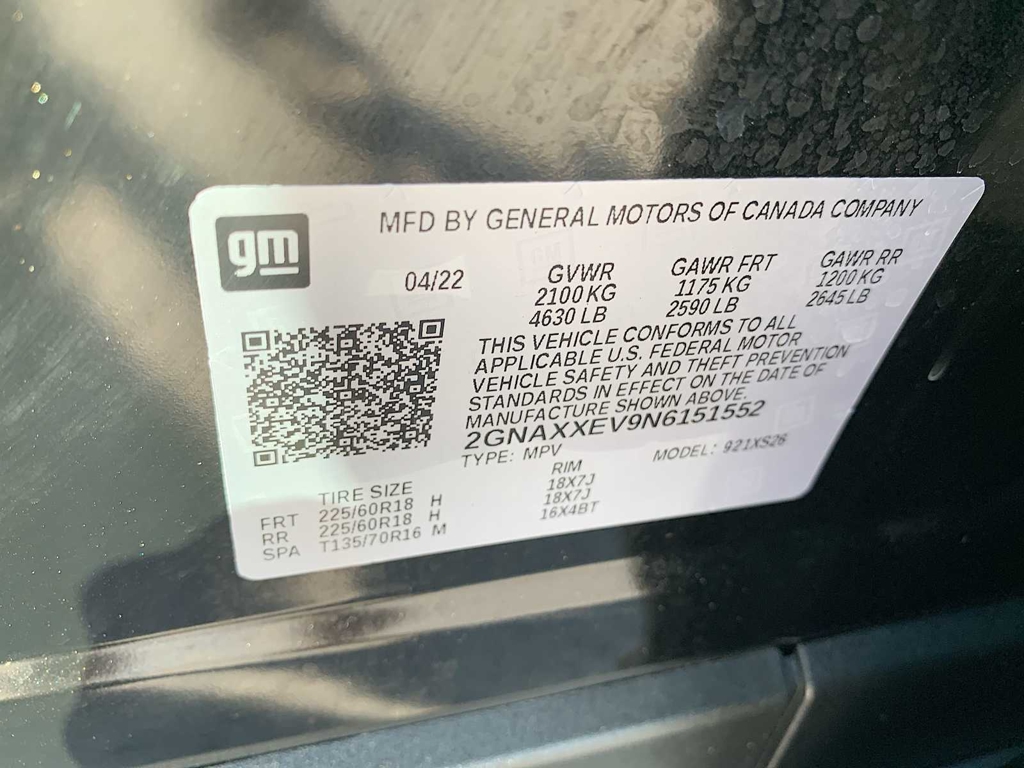 gm
MFD BY GENERAL MOTORS OF CANADA COMPANY
04/22
GVWR
2100 KG
4630 LB
GAWR FRT
1175 KG
2590 LB
GAWR RR
1200 KG
2645 LB
THIS VEHICLE CONFORMS TO ALL
APPLICABLE U.S. FEDERAL MOTOR
VEHICLE SAFETY AND THEFT PREVENTION
STANDARDS IN EFFECT ON THE DATE OF
MANUFACTURE SHOWN ABOVE.
2GNAXXEV9N6151552
TYPE: MPV MODEL: 921XS26
TIRE SIZE RIM
FRT 225/60R18 H 18X7J
RR 225/60R18 H 18X7J
SPA T135/70R16 M 16X4BT